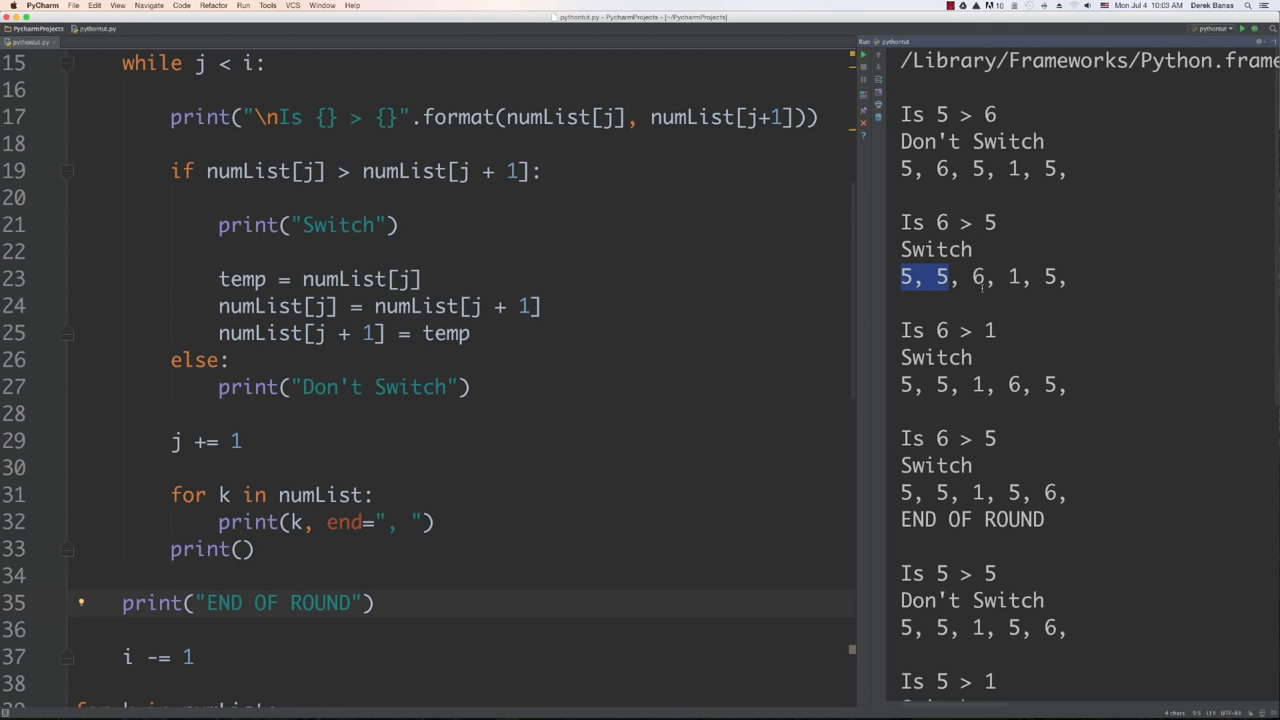 PyCharm File Edit View Navigate Code Refactor Run Tools VCS Window Help
10 Mon Jul 4 10:03 AM Derek Banas
pythontut.py - PycharmProjects - [~/PycharmProjects]
PycharmProjects pythontut.py
pythontut
pythontut.py
Run pythontut
15 while j < i:
16
17 print("\nIs {} > {}".format(numList[j], numList[j+1]))
18
19 if numList[j] > numList[j + 1]:
20
21 print("Switch")
22
23 temp = numList[j]
24 numList[j] = numList[j + 1]
25 numList[j + 1] = temp
26 else:
27 print("Don't Switch")
28
29 j += 1
30
31 for k in numList:
32 print(k, end=", ")
33 print()
34
35 print("END OF ROUND")
36
37 i -= 1
38
/Library/Frameworks/Python.frame
Is 5 > 6
Don't Switch
5, 6, 5, 1, 5,
Is 6 > 5
Switch
5, 5, 6, 1, 5,
Is 6 > 1
Switch
5, 5, 1, 6, 5,
Is 6 > 5
Switch
5, 5, 1, 5, 6,
END OF ROUND
Is 5 > 5
Don't Switch
5, 5, 1, 5, 6,
Is 5 > 1
4 chars 9:5 LF‡ UTF-8‡